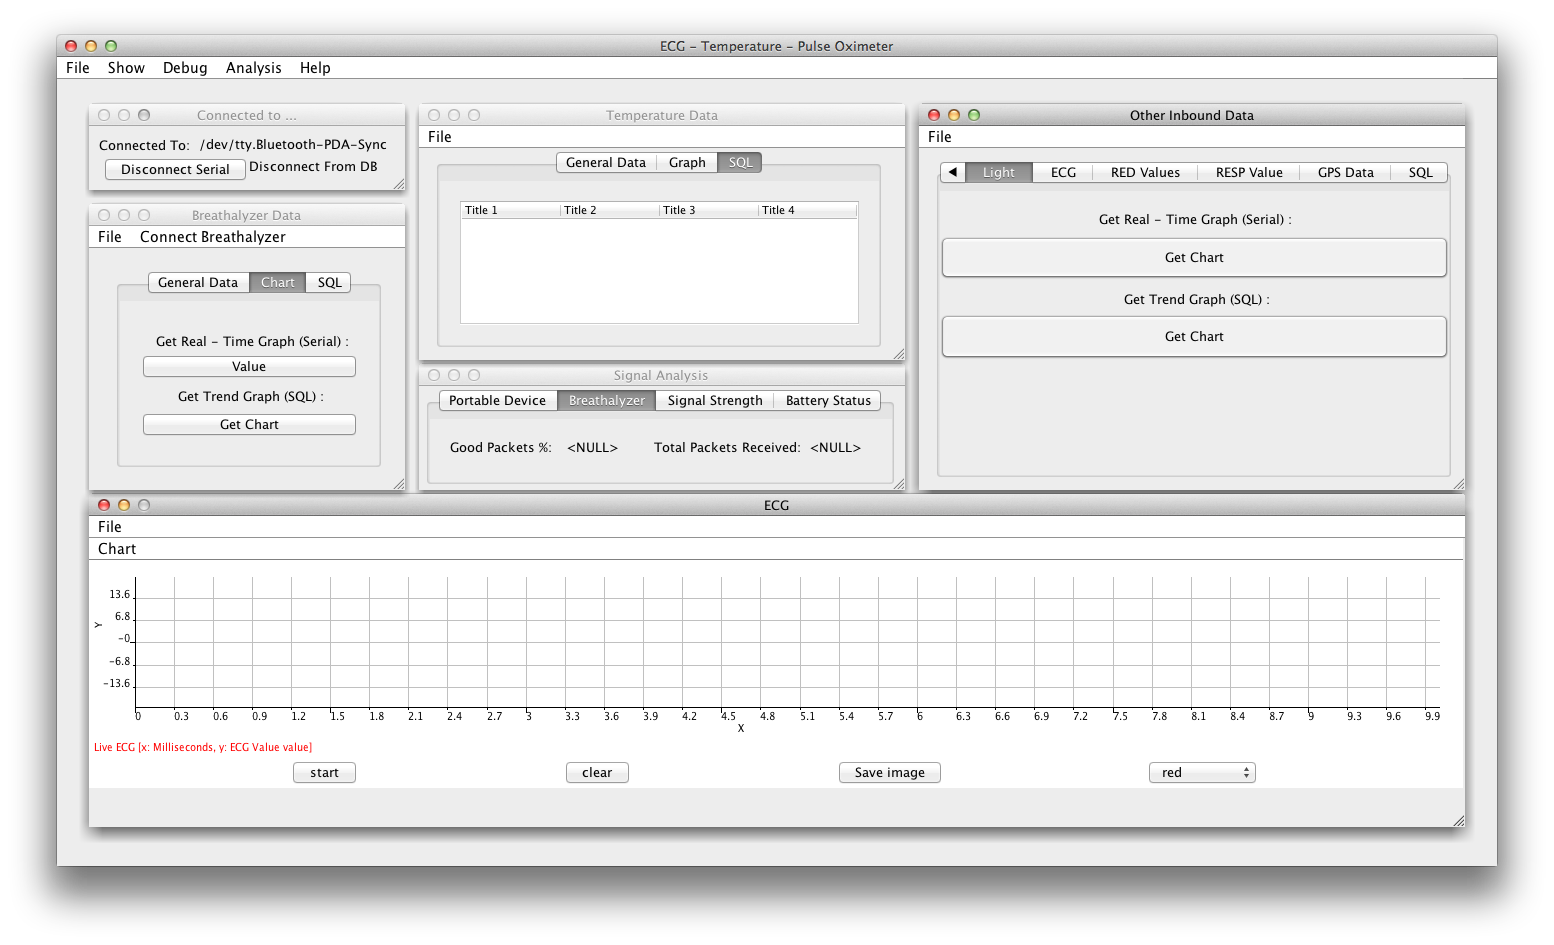 ECG - Temperature - Pulse Oximeter
File Show Debug Analysis Help
Connected to ...
Connected To: /dev/tty.Bluetooth-PDA-Sync
Disconnect Serial Disconnect From DB
Breathalyzer Data
File Connect Breathalyzer
General Data Chart SQL
Get Real - Time Graph (Serial) :
Value
Get Trend Graph (SQL) :
Get Chart
Temperature Data
File
General Data Graph SQL
Title 1 Title 2 Title 3 Title 4
Signal Analysis
Portable Device Breathalyzer Signal Strength Battery Status
Good Packets %: <NULL> Total Packets Received: <NULL>
Other Inbound Data
File
Light ECG RED Values RESP Value GPS Data SQL
Get Real - Time Graph (Serial) :
Get Chart
Get Trend Graph (SQL) :
Get Chart
ECG
File
Chart
13.6
6.8
Y
-0
-6.8
-13.6
0 0.3 0.6 0.9 1.2 1.5 1.8 2.1 2.4 2.7 3 3.3 3.6 3.9 4.2 4.5 4.8 5.1 5.4 5.7 6 6.3 6.6 6.9 7.2 7.5 7.8 8.1 8.4 8.7 9 9.3 9.6 9.9
X
Live ECG [x: Milliseconds, y: ECG Value value]
start clear Save image red